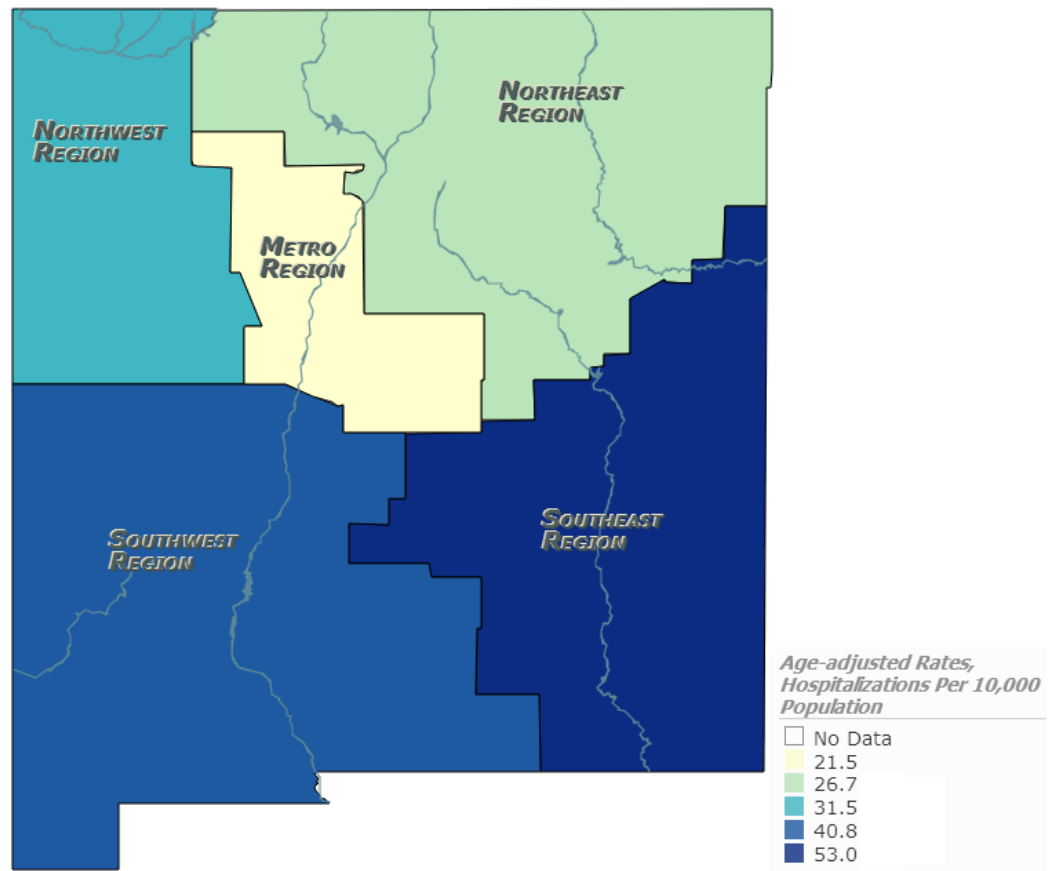 NORTHEAST
REGION
NORTHWEST
REGION
METRO
REGION
SOUTHEAST
REGION
SOUTHWEST
REGION
Age-adjusted Rates,
Hospitalizations Per 10,000
Population
No Data
21.5
26.7
31.5
40.8
53.0